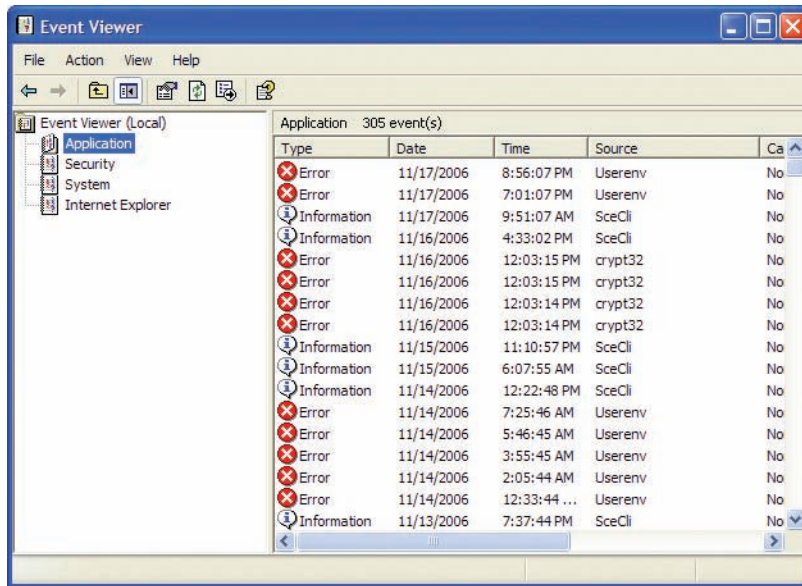 Event Viewer
File Action View Help
Event Viewer (Local)
Application
Security
System
Internet Explorer
Application 305 event(s)
Type Date Time Source Ca
Error 11/17/2006 8:56:07 PM Userenv No
Error 11/17/2006 7:01:07 PM Userenv No
Information 11/17/2006 9:51:07 AM SceCli No
Information 11/16/2006 4:33:02 PM SceCli No
Error 11/16/2006 12:03:15 PM crypt32 No
Error 11/16/2006 12:03:15 PM crypt32 No
Error 11/16/2006 12:03:14 PM crypt32 No
Error 11/16/2006 12:03:14 PM crypt32 No
Information 11/15/2006 11:10:57 PM SceCli No
Information 11/15/2006 6:07:55 AM SceCli No
Information 11/14/2006 12:22:48 PM SceCli No
Error 11/14/2006 7:25:46 AM Userenv No
Error 11/14/2006 5:46:45 AM Userenv No
Error 11/14/2006 3:55:45 AM Userenv No
Error 11/14/2006 2:05:44 AM Userenv No
Error 11/14/2006 12:33:44 ... Userenv No
Information 11/13/2006 7:37:44 PM SceCli No